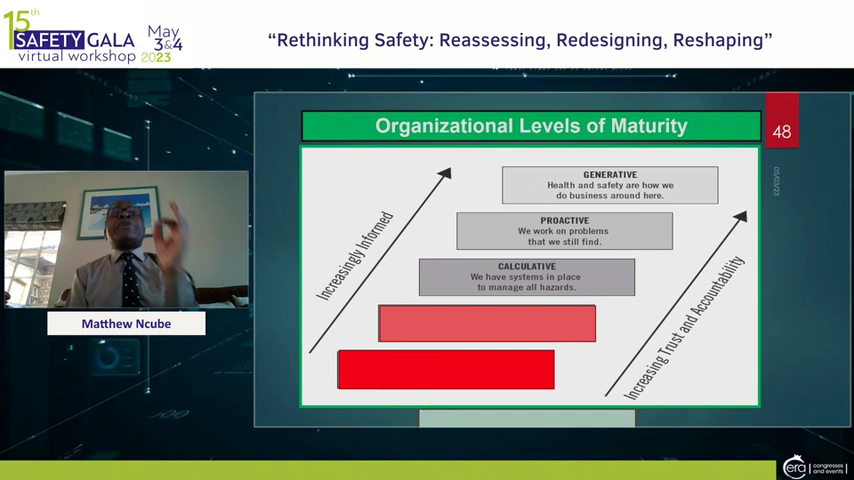 15th
SAFETY GALA
virtual workshop
May
3&4
2023
“Rethinking Safety: Reassessing, Redesigning, Reshaping”
Organizational Levels of Maturity
48
05/03/23
GENERATIVE
Health and safety are how we
do business around here.
PROACTIVE
We work on problems
that we still find.
CALCULATIVE
We have systems in place
to manage all hazards.
Increasingly Informed
Increasing Trust and Accountability
Matthew Ncube
era
congresses
and events